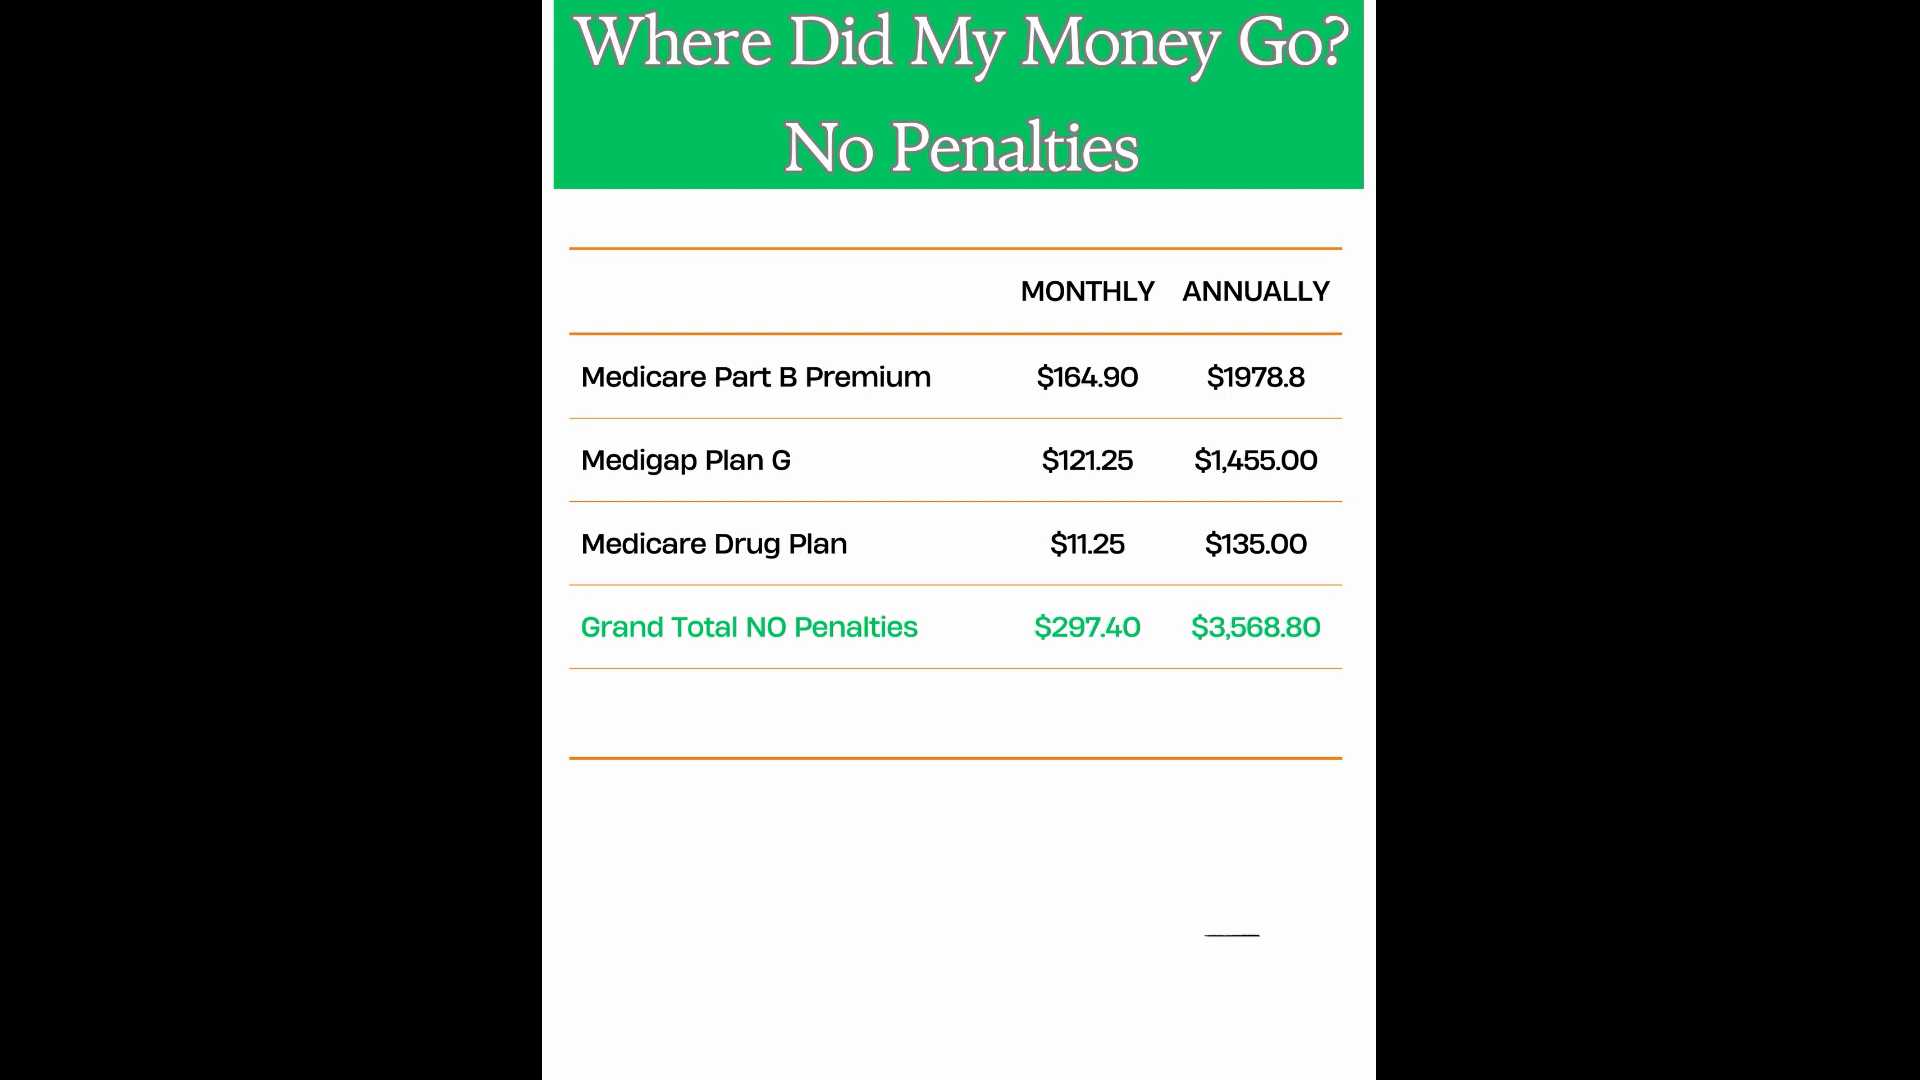 Where Did My Money Go?
No Penalties
MONTHLY ANNUALLY
Medicare Part B Premium $164.90 $1978.8
Medigap Plan G $121.25 $1,455.00
Medicare Drug Plan $11.25 $135.00
Grand Total NO Penalties $297.40 $3,568.80